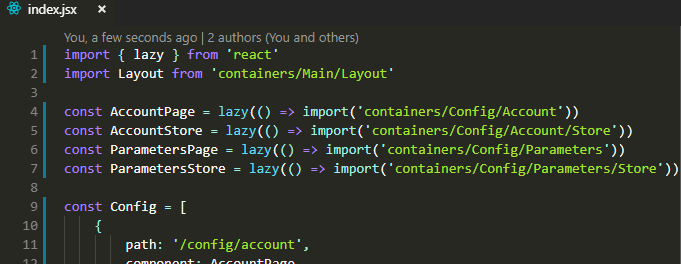 index.jsx ×
You, a few seconds ago | 2 authors (You and others)
1 import { lazy } from 'react'
2 import Layout from 'containers/Main/Layout'
3
4 const AccountPage = lazy(() => import('containers/Config/Account'))
5 const AccountStore = lazy(() => import('containers/Config/Account/Store'))
6 const ParametersPage = lazy(() => import('containers/Config/Parameters'))
7 const ParametersStore = lazy(() => import('containers/Config/Parameters/Store'))
8
9 const Config = [
10 {
11 path: '/config/account',
12 component: AccountPage